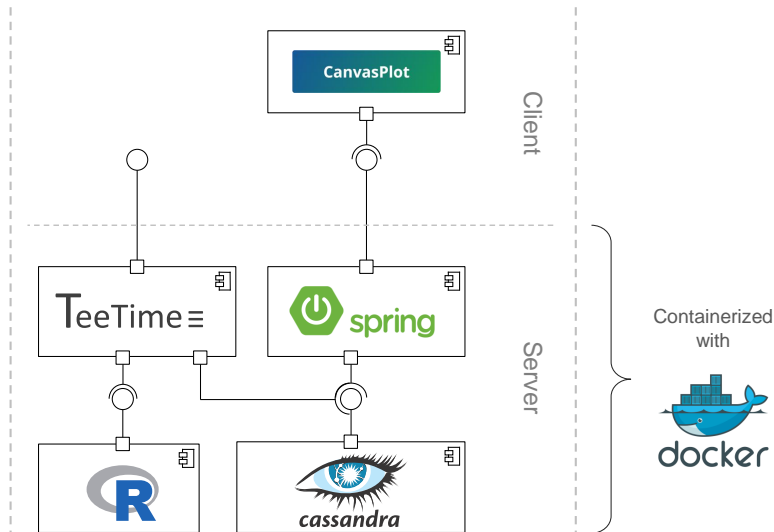 CanvasPlot
Client
TeeTime
spring
Server
Containerized
with
docker
R
cassandra